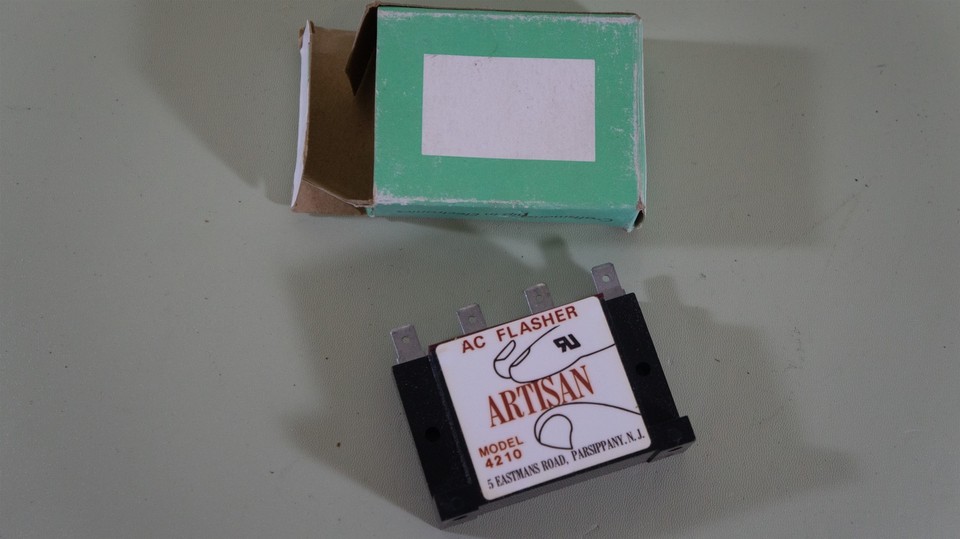 AC FLASHER
ARTISAN
MODEL
4210
5 EASTMANS ROAD, PARSIPPANY, N.J.